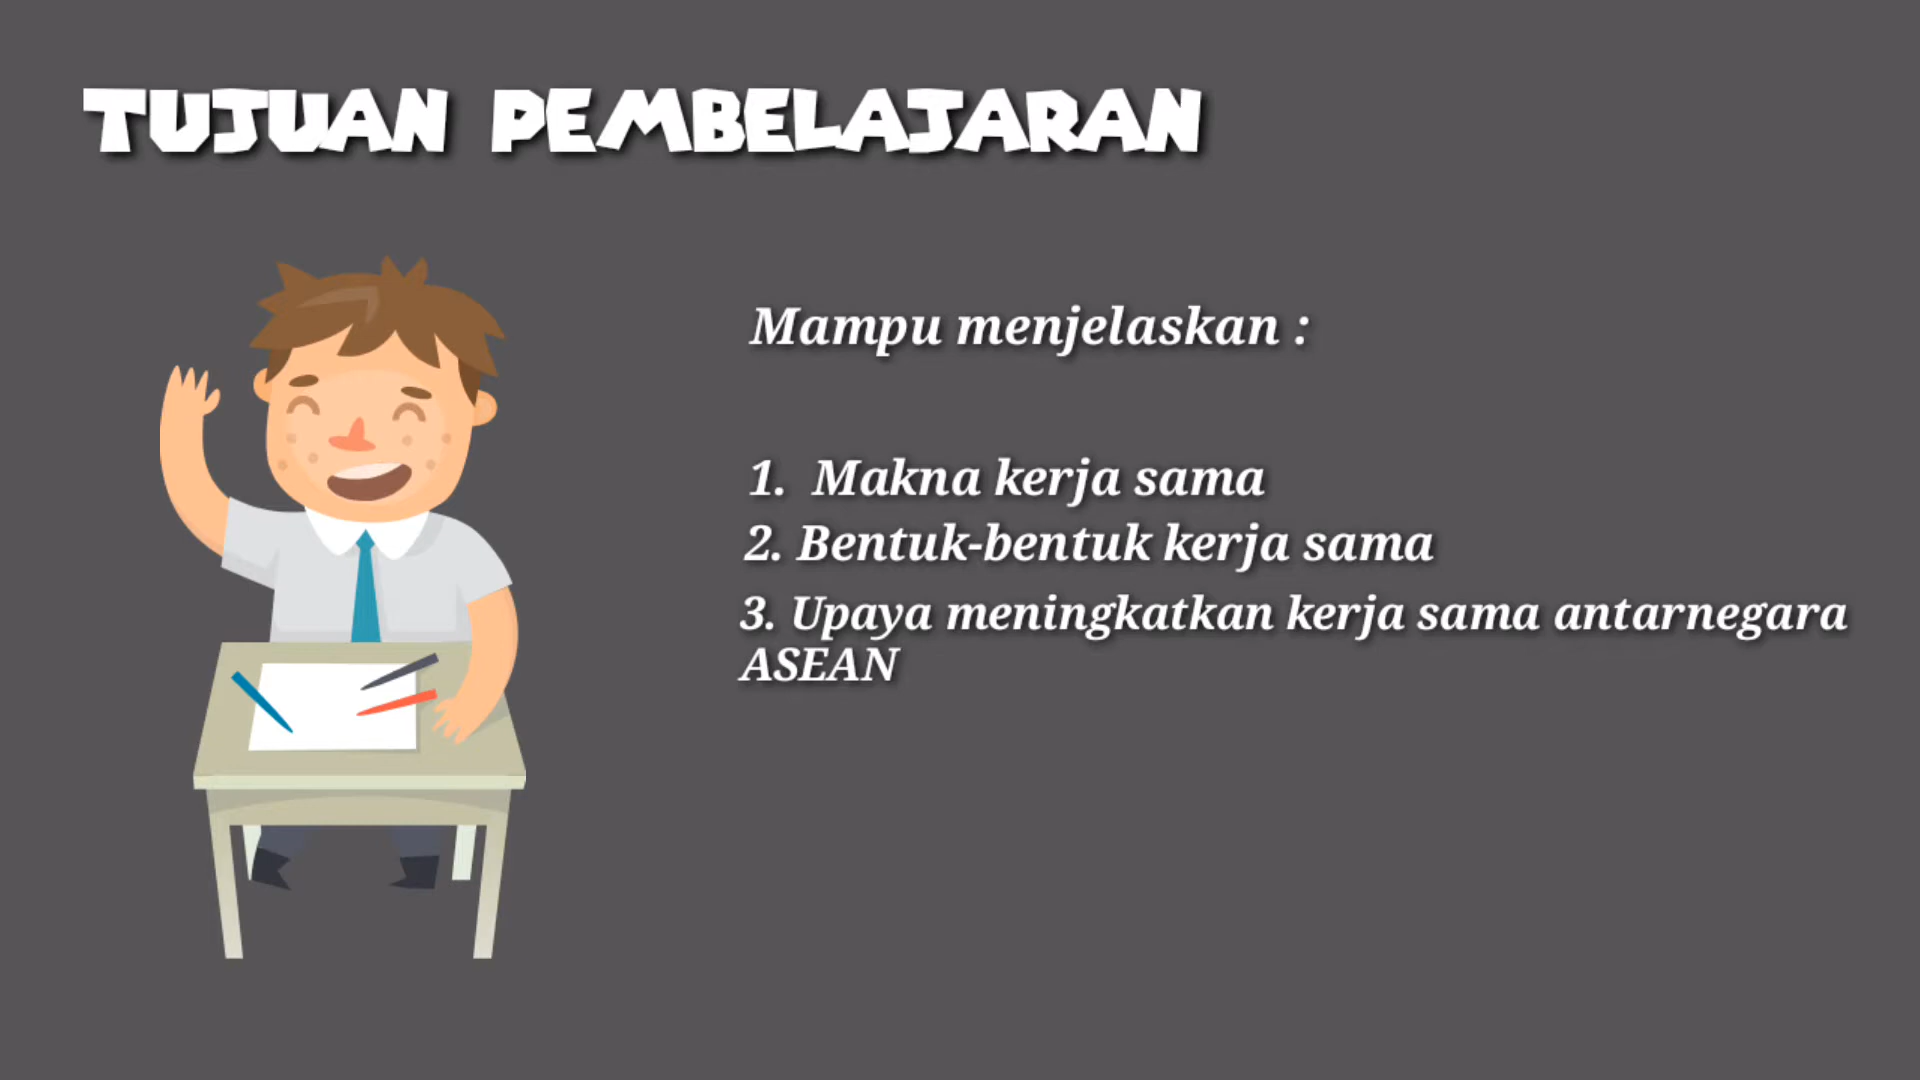 TUJUAN PEMBELAJARAN
Mampu menjelaskan :
1. Makna kerja sama
2. Bentuk-bentuk kerja sama
3. Upaya meningkatkan kerja sama antarnegara
ASEAN